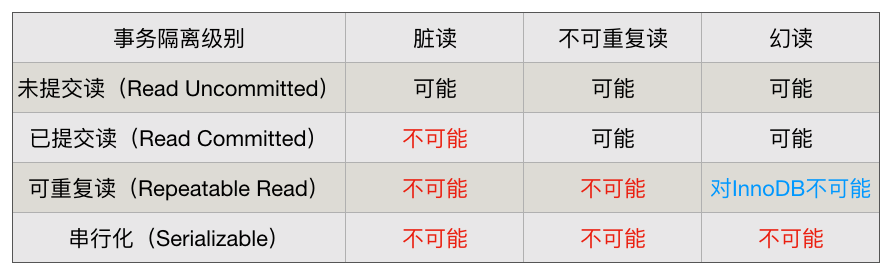 事务隔离级别 脏读 不可重复读 幻读
未提交读（Read Uncommitted） 可能 可能 可能
已提交读（Read Committed） 不可能 可能 可能
可重复读（Repeatable Read） 不可能 不可能 对InnoDB不可能
串行化（Serializable） 不可能 不可能 不可能